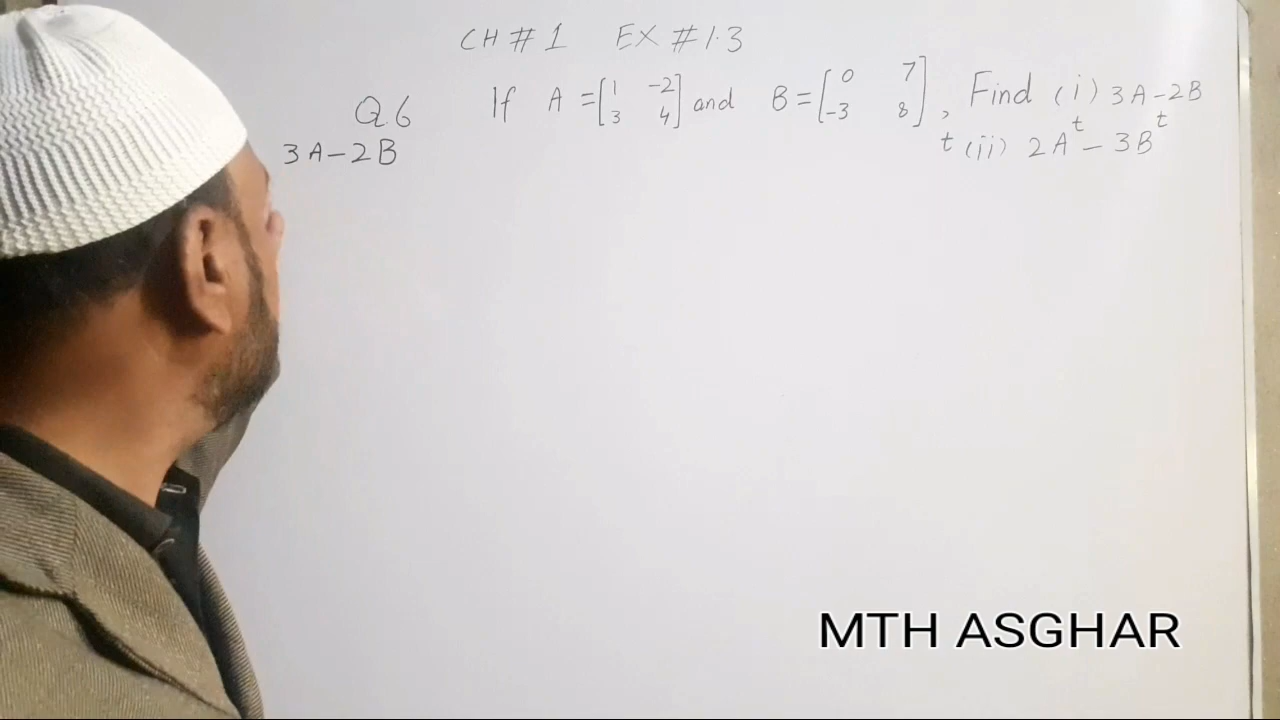 CH # 1 EX # 1.3
Q.6 If A = [1 -2 3 4] and B = [0 7 -3 8], Find (i) 3A-2B
t (ii) 2A^t - 3B^t
3A-2B
MTH ASGHAR